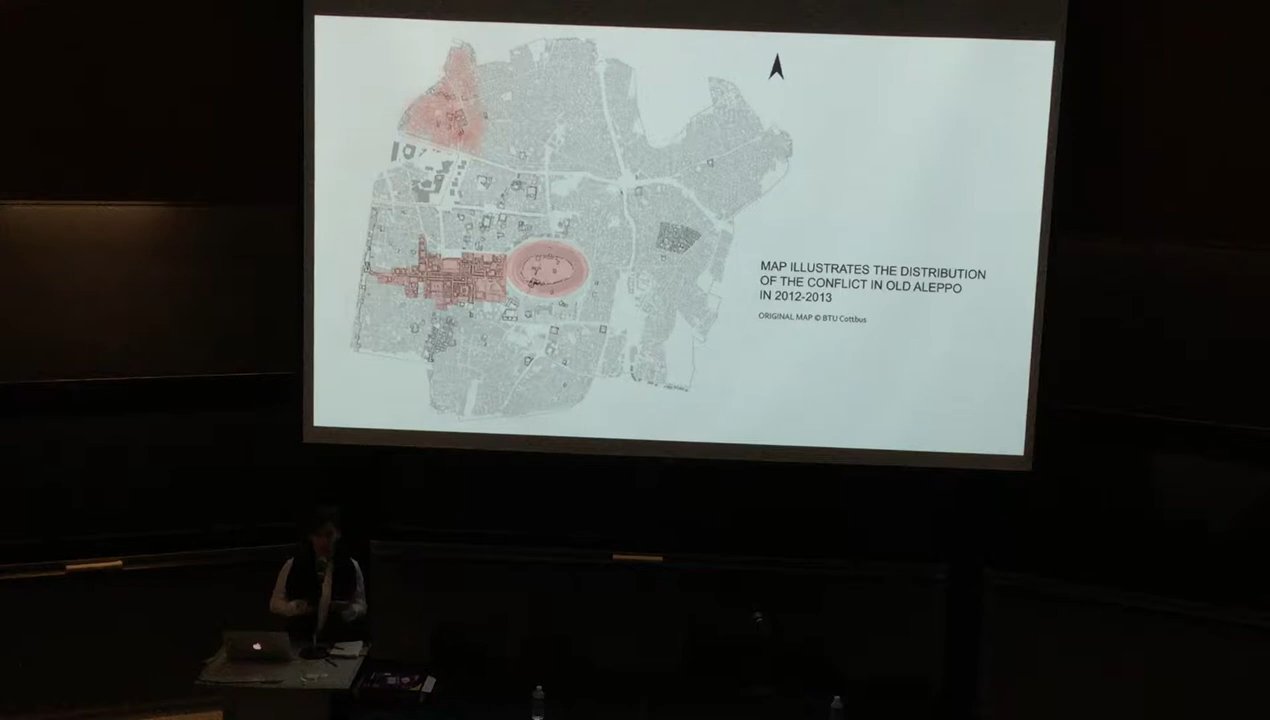 MAP ILLUSTRATES THE DISTRIBUTION
OF THE CONFLICT IN OLD ALEPPO
IN 2012-2013
ORIGINAL MAP © BTU Cottbus